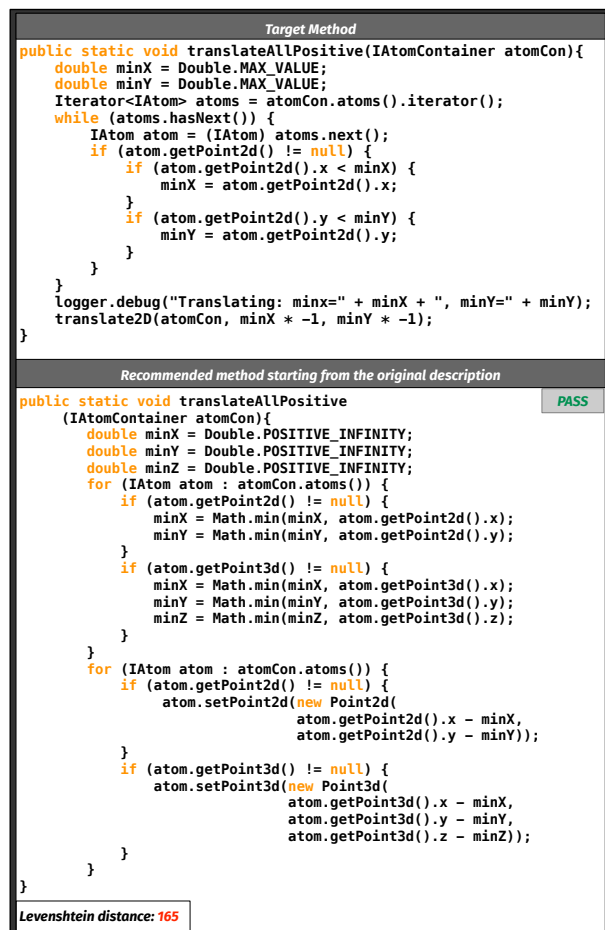 Target Method
public static void translateAllPositive(IAtomContainer atomCon){
    double minX = Double.MAX_VALUE;
    double minY = Double.MAX_VALUE;
    Iterator<IAtom> atoms = atomCon.atoms().iterator();
    while (atoms.hasNext()) {
        IAtom atom = (IAtom) atoms.next();
        if (atom.getPoint2d() != null) {
            if (atom.getPoint2d().x < minX) {
                minX = atom.getPoint2d().x;
            }
            if (atom.getPoint2d().y < minY) {
                minY = atom.getPoint2d().y;
            }
        }
    }
    logger.debug("Translating: minx=" + minX + ", minY=" + minY);
    translate2D(atomCon, minX * -1, minY * -1);
}
Recommended method starting from the original description
public static void translateAllPositive
PASS
     (IAtomContainer atomCon){
        double minX = Double.POSITIVE_INFINITY;
        double minY = Double.POSITIVE_INFINITY;
        double minZ = Double.POSITIVE_INFINITY;
        for (IAtom atom : atomCon.atoms()) {
            if (atom.getPoint2d() != null) {
                minX = Math.min(minX, atom.getPoint2d().x);
                minY = Math.min(minY, atom.getPoint2d().y);
            }
            if (atom.getPoint3d() != null) {
                minX = Math.min(minX, atom.getPoint3d().x);
                minY = Math.min(minY, atom.getPoint3d().y);
                minZ = Math.min(minZ, atom.getPoint3d().z);
            }
        }
        for (IAtom atom : atomCon.atoms()) {
            if (atom.getPoint2d() != null) {
                 atom.setPoint2d(new Point2d(
                                 atom.getPoint2d().x - minX,
                                 atom.getPoint2d().y - minY));
            }
            if (atom.getPoint3d() != null) {
                atom.setPoint3d(new Point3d(
                                atom.getPoint3d().x - minX,
                                atom.getPoint3d().y - minY,
                                atom.getPoint3d().z - minZ));
            }
        }
}
Levenshtein distance: 165